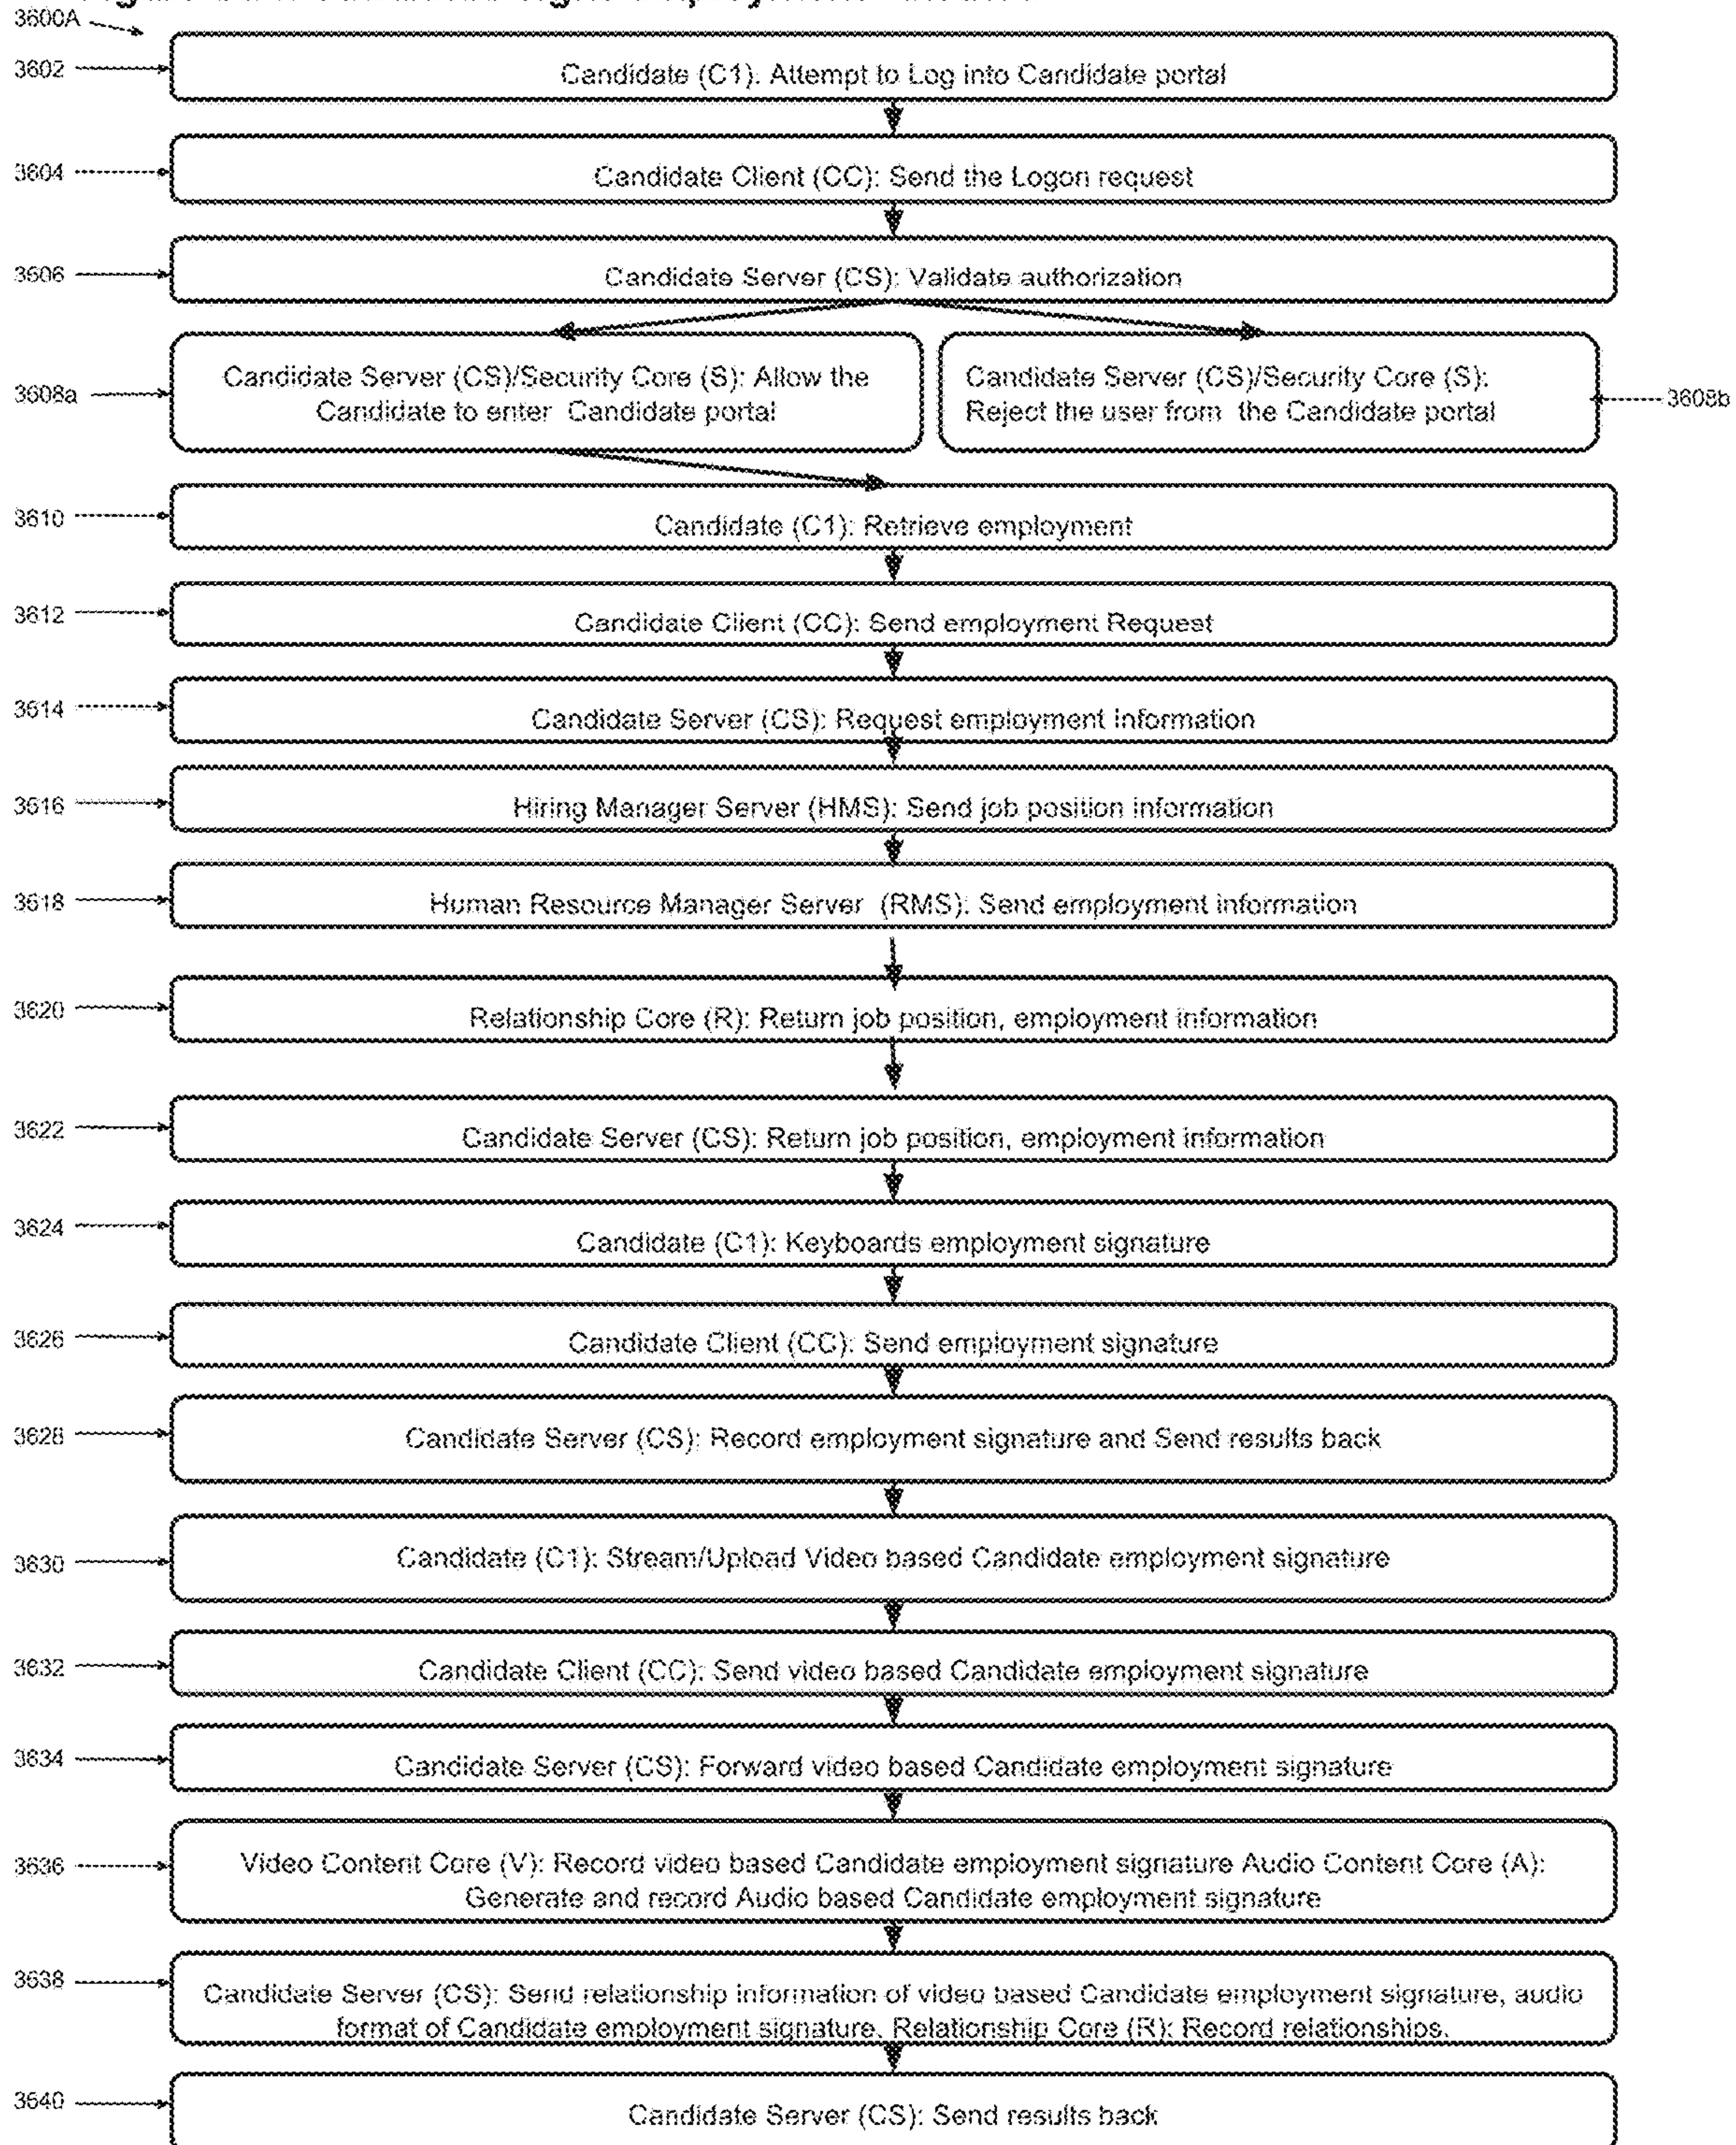 3600A
3602
Candidate (C1). Attempt to Log into Candidate portal
3604
Candidate Client (CC): Send the Logon request
3606
Candidate Server (CS): Validate authorization
3608a
Candidate Server (CS)/Security Core (S): Allow the
Candidate to enter Candidate portal
Candidate Server (CS)/Security Core (S):
Reject the user from the Candidate portal
3608b
3610
Candidate (C1): Retrieve employment
3612
Candidate Client (CC): Send employment Request
3614
Candidate Server (CS): Request employment information
3616
Hiring Manager Server (HMS): Send job position information
3618
Human Resource Manager Server (RMS): Send employment information
3620
Relationship Core (R): Return job position, employment information
3622
Candidate Server (CS): Return job position, employment information
3624
Candidate (C1): Keyboards employment signature
3626
Candidate Client (CC): Send employment signature
3628
Candidate Server (CS): Record employment signature and Send results back
3630
Candidate (C1): Stream/Upload Video based Candidate employment signature
3632
Candidate Client (CC): Send video based Candidate employment signature
3634
Candidate Server (CS): Forward video based Candidate employment signature
3636
Video Content Core (V): Record video based Candidate employment signature Audio Content Core (A):
Generate and record Audio based Candidate employment signature
3638
Candidate Server (CS): Send relationship information of video based Candidate employment signature, audio
format of Candidate employment signature. Relationship Core (R): Record relationships.
3640
Candidate Server (CS): Send results back